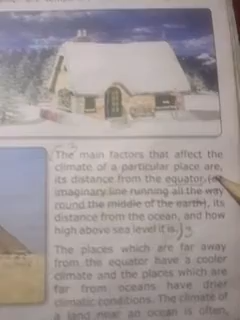 The main factors that affect the
climate of a particular place are,
its distance from the equator (an
imaginary line running all the way
round the middle of the earth), its
distance from the ocean, and how
high above sea level it is.
The places which are far away
from the equator have a cooler
climate and the places which are
far from oceans have drier
climatic conditions. The climate of
a land near an ocean is often,